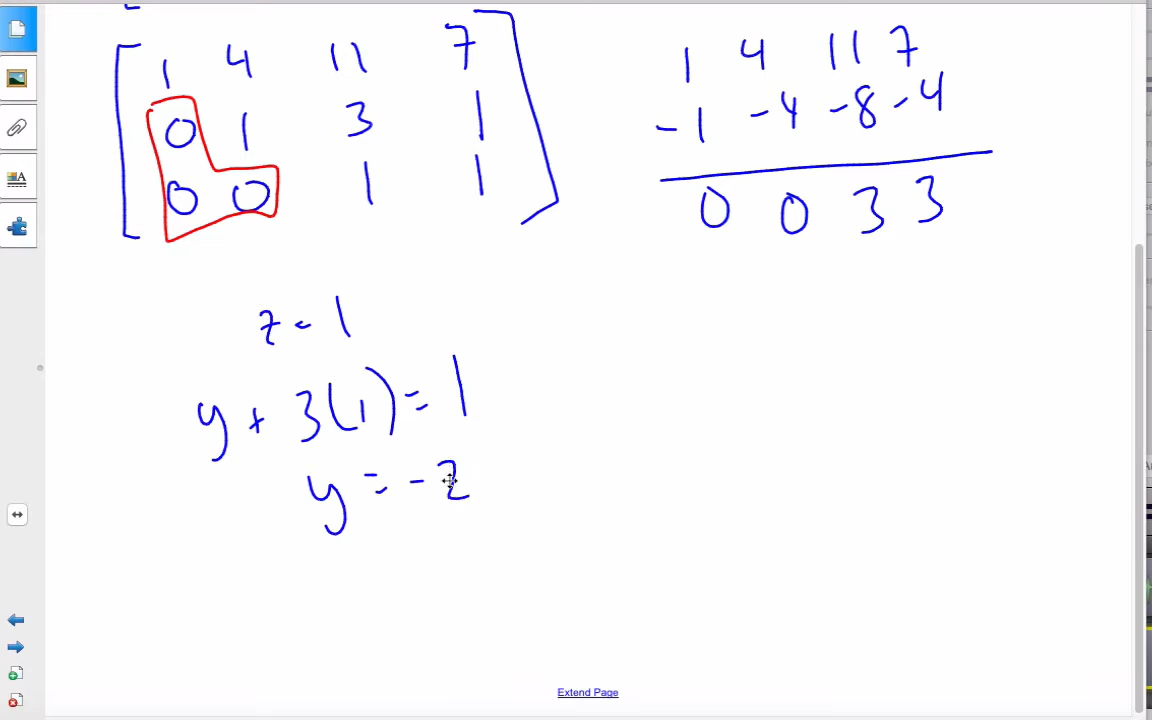 1 4 11 7
0 1 3 1
0 0 1 1
1 4 11 7
-1 -4 -8 -4
0 0 3 3
z = 1
y + 3(1) = 1
y = -2
Extend Page